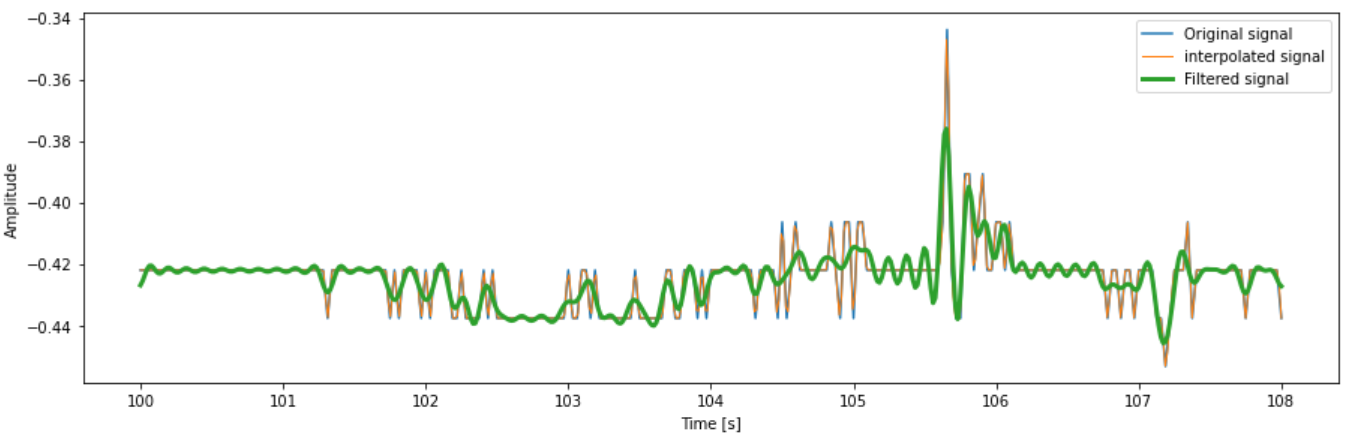 −0.34
−0.36
−0.38
−0.40
−0.42
−0.44
Amplitude
Original signal
interpolated signal
Filtered signal
100 101 102 103 104 105 106 107 108
Time [s]